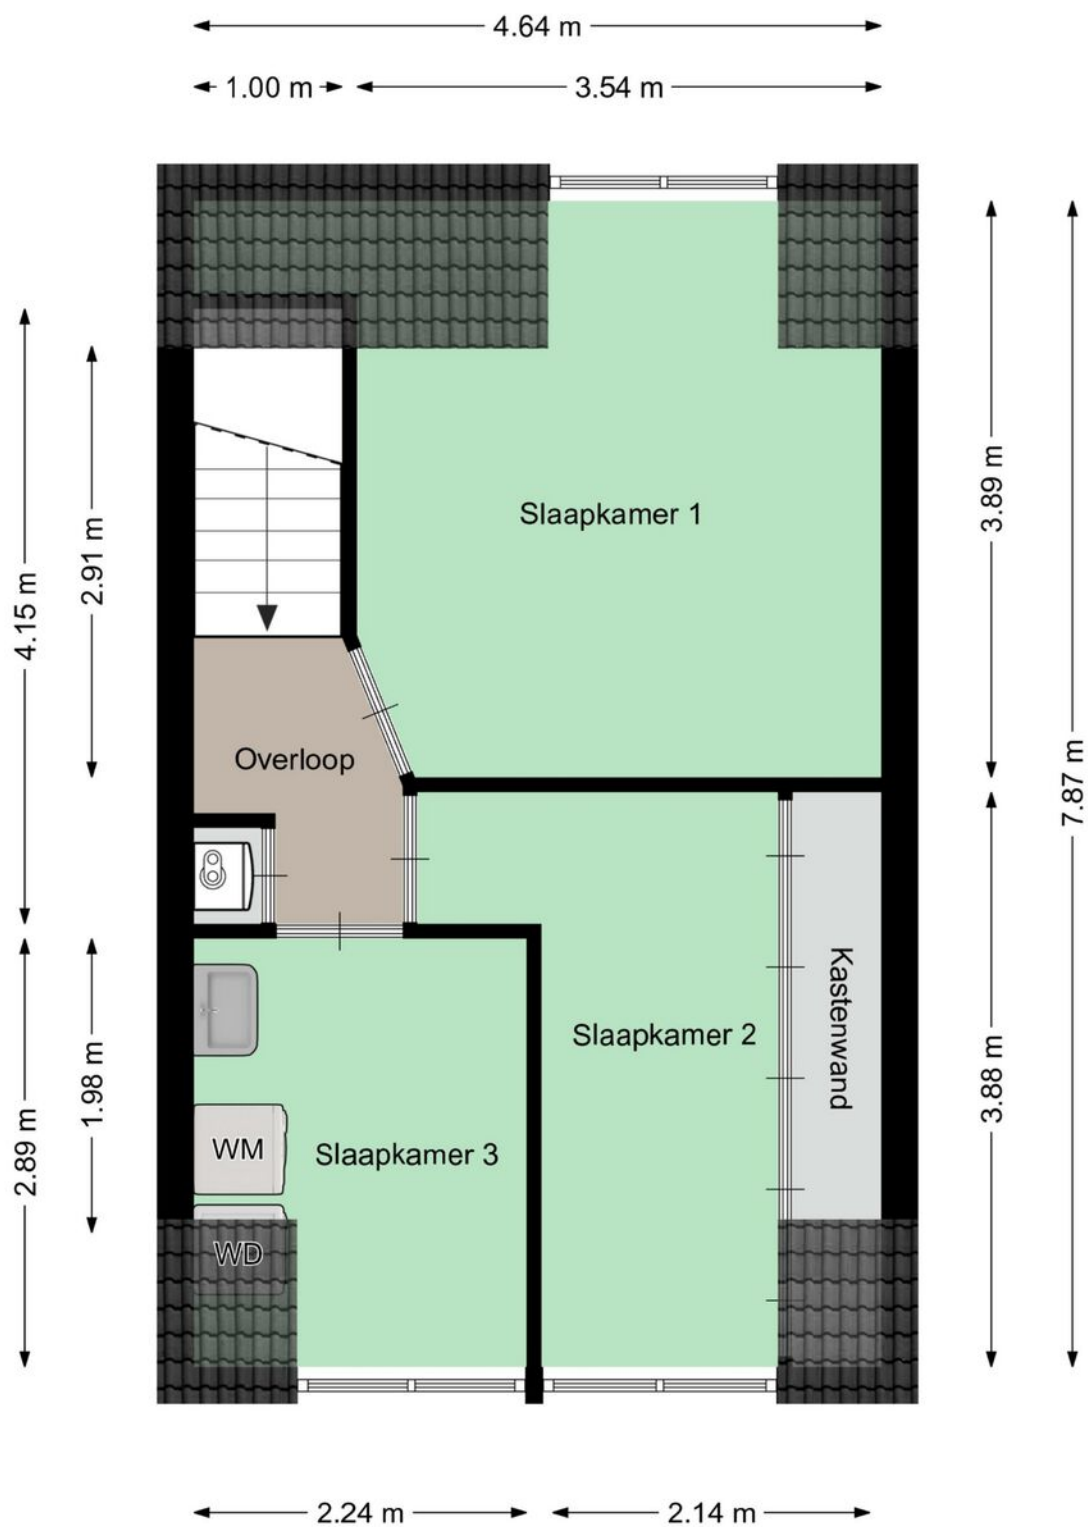 4.64 m
1.00 m
3.54 m
Slaapkamer 1
3.89 m
2.91 m
4.15 m
Overloop
7.87 m
Kastenwand
Slaapkamer 2
3.88 m
1.98 m
2.89 m
WM
Slaapkamer 3
WD
2.24 m
2.14 m